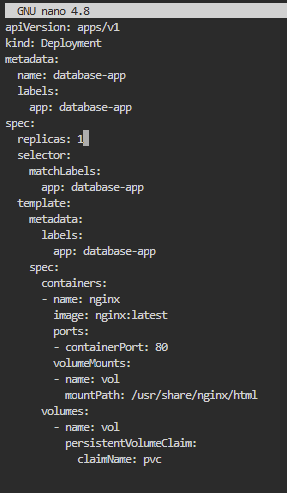 GNU nano 4.8
apiVersion: apps/v1
kind: Deployment
metadata:
  name: database-app
  labels:
    app: database-app
spec:
  replicas: 1
  selector:
    matchLabels:
      app: database-app
  template:
    metadata:
      labels:
        app: database-app
    spec:
      containers:
      - name: nginx
        image: nginx:latest
        ports:
        - containerPort: 80
        volumeMounts:
        - name: vol
          mountPath: /usr/share/nginx/html
      volumes:
        - name: vol
          persistentVolumeClaim:
            claimName: pvc